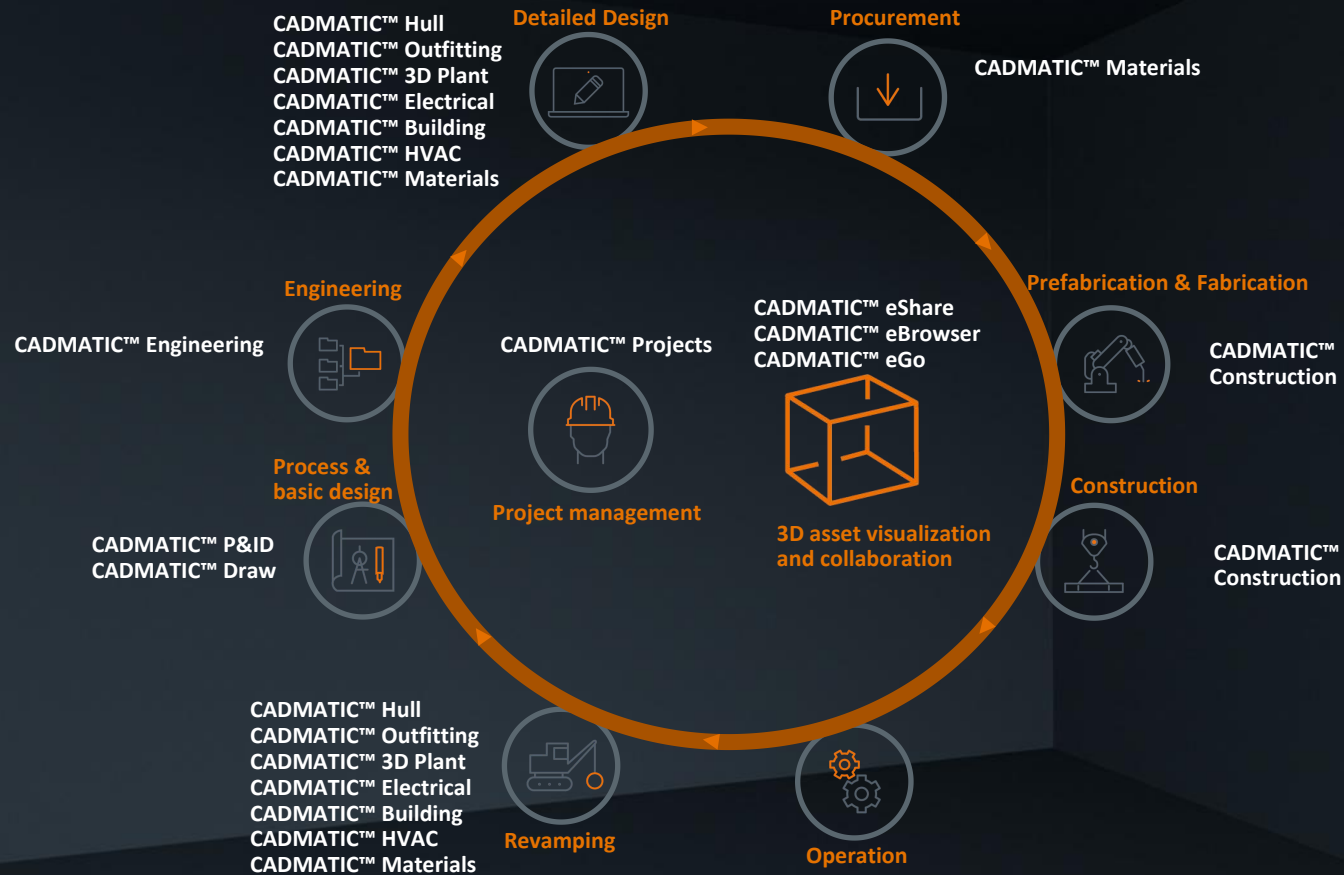 Detailed Design
CADMATIC™ Hull
CADMATIC™ Outfitting
CADMATIC™ 3D Plant
CADMATIC™ Electrical
CADMATIC™ Building
CADMATIC™ HVAC
CADMATIC™ Materials
Procurement
CADMATIC™ Materials
Prefabrication & Fabrication
CADMATIC™
Construction
Construction
CADMATIC™
Construction
Operation
Revamping
CADMATIC™ Hull
CADMATIC™ Outfitting
CADMATIC™ 3D Plant
CADMATIC™ Electrical
CADMATIC™ Building
CADMATIC™ HVAC
CADMATIC™ Materials
Process &
basic design
CADMATIC™ P&ID
CADMATIC™ Draw
Engineering
CADMATIC™ Engineering
CADMATIC™ Projects
Project management
CADMATIC™ eShare
CADMATIC™ eBrowser
CADMATIC™ eGo
3D asset visualization
and collaboration